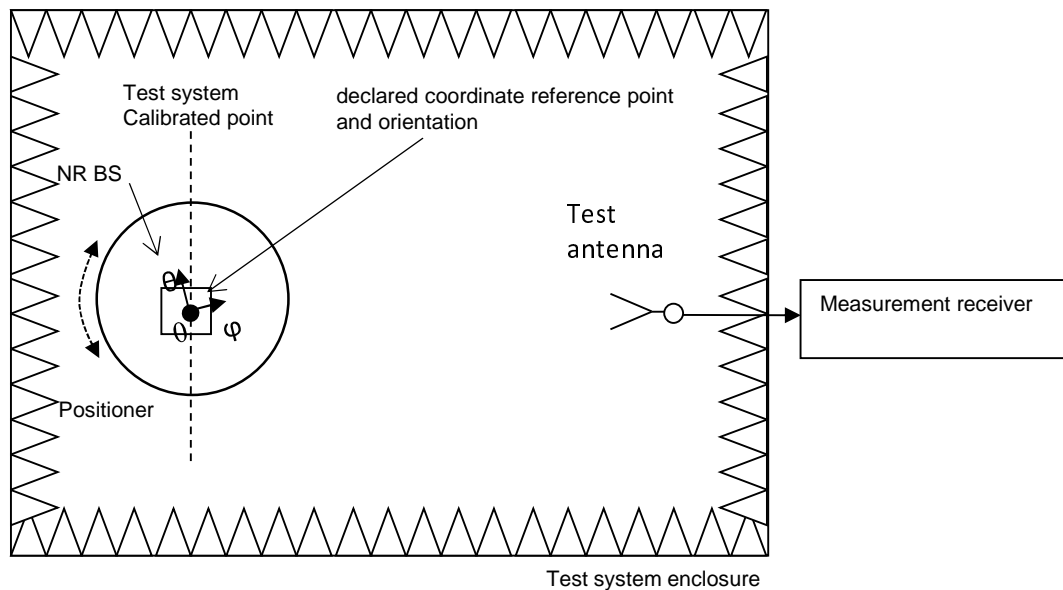 Test system
Calibrated point
declared coordinate reference point
and orientation
NR BS
Test
antenna
Measurement receiver
θ
0
φ
Positioner
Test system enclosure